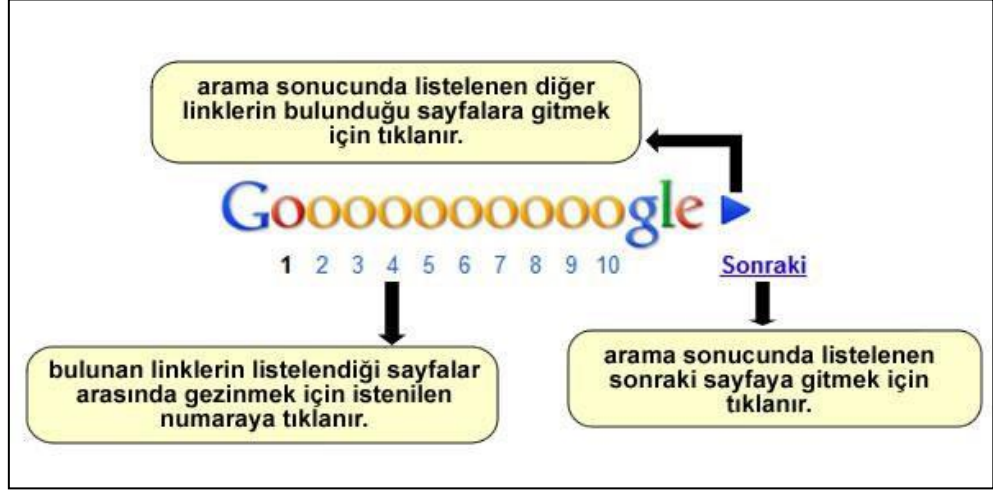 arama sonucunda listelenen diğer
linklerin bulunduğu sayfalara gitmek
için tıklanır.
Gooooooooooogle
1 2 3 4 5 6 7 8 9 10 Sonraki
bulunan linklerin listelendiği sayfalar
arasında gezinmek için istenilen
numaraya tıklanır.
arama sonucunda listelenen
sonraki sayfaya gitmek için
tıklanır.